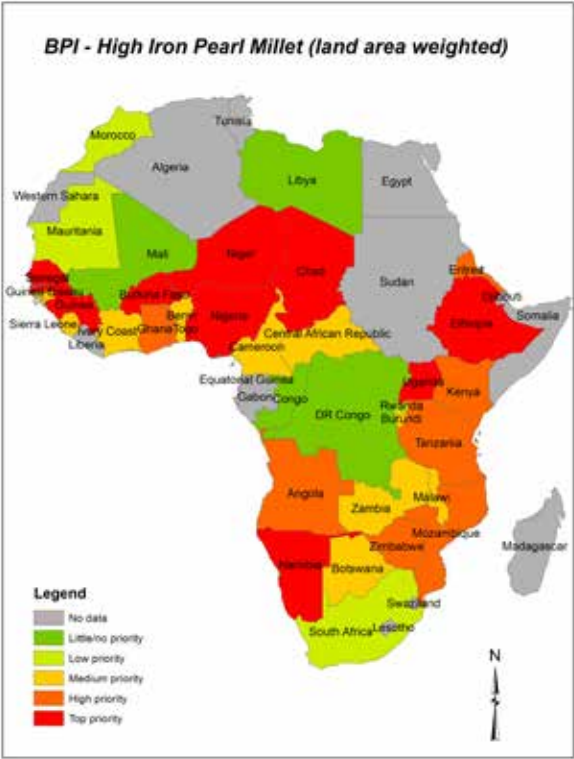 BPI - High Iron Pearl Millet (land area weighted)
Tunisia
Morocco
Algeria
Libya
Egypt
Western Sahara
Mauritania
Mali
Niger
Chad
Sudan
Eritrea
Senegal
Guinea Bissau
Guinea
Burkina Faso
Djibouti
Somalia
Benin
Nigeria
Ethiopia
Sierra Leone
Ivory Coast
Ghana
Togo
Central African Republic
Liberia
Cameroon
Equatorial Guinea
Uganda
Kenya
Gabon
Congo
Rwanda
DR Congo
Burundi
Tanzania
Angola
Malawi
Zambia
Mozambique
Zimbabwe
Madagascar
Namibia
Botswana
Swaziland
South Africa
Lesotho
Legend
No data
Little/no priority
Low priority
Medium priority
High priority
Top priority
N